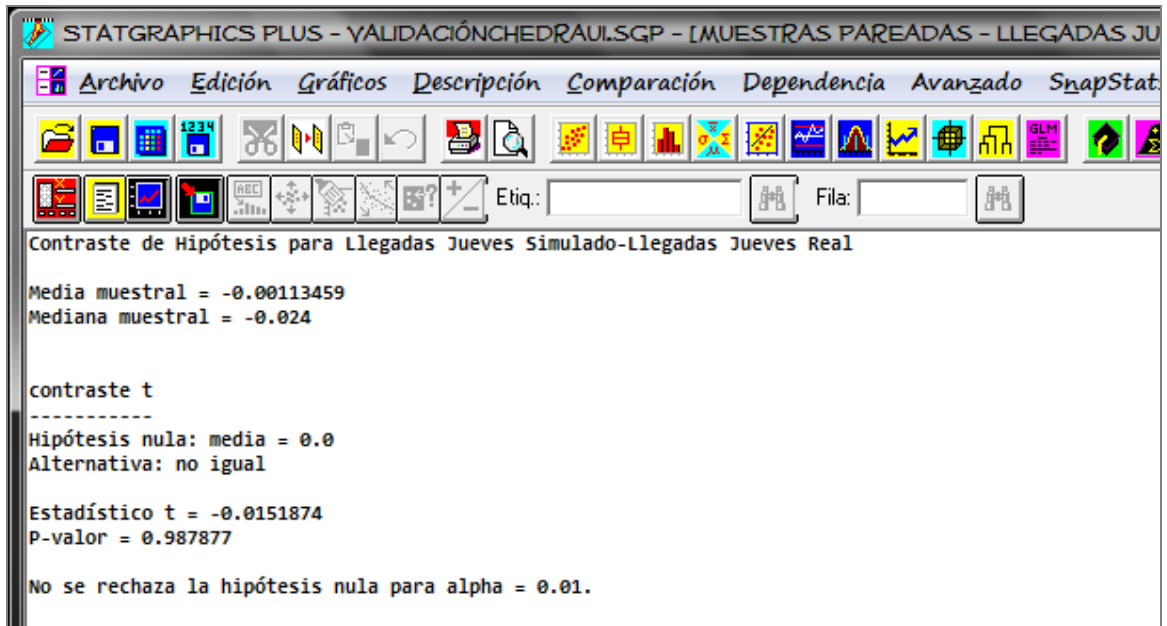 STATGRAPHICS PLUS - VALIDACIÓNCHEDRAUI.SGP - [MUESTRAS PAREADAS - LLEGADAS JU
Archivo Edición Gráficos Descripción Comparación Dependencia Avanzado SnapStat
1234
GLM
ABC
Etiq.:
Fila:
Contraste de Hipótesis para Llegadas Jueves Simulado-Llegadas Jueves Real
Media muestral = -0.00113459
Mediana muestral = -0.024
contraste t
-----------
Hipótesis nula: media = 0.0
Alternativa: no igual
Estadístico t = -0.0151874
P-valor = 0.987877
No se rechaza la hipótesis nula para alpha = 0.01.